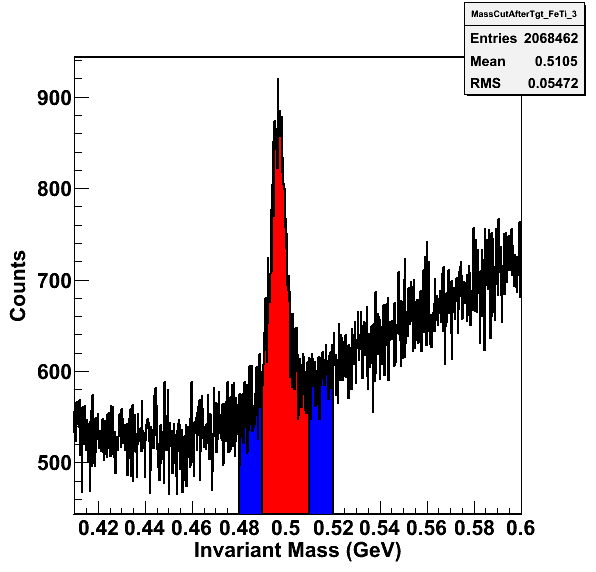 MassCutAfterTgt_FeTi_3
Entries 2068462
Mean 0.5105
RMS 0.05472
900
800
700
600
500
Counts
0.42 0.44 0.46 0.48 0.5 0.52 0.54 0.56 0.58 0.6
Invariant Mass (GeV)